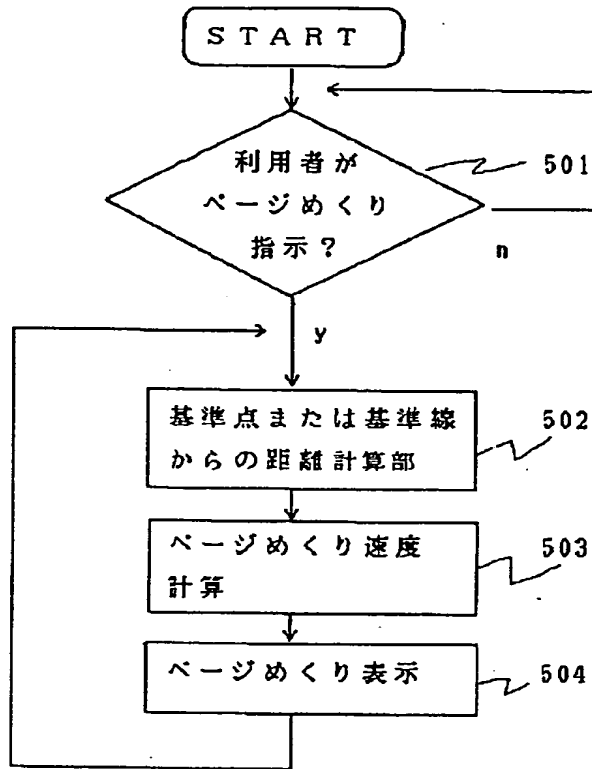 START
利用者が
ページめくり
指示?
501
n
y
基準点または基準線
からの距離計算部
502
ページめくり速度
計算
503
ページめくり表示
504